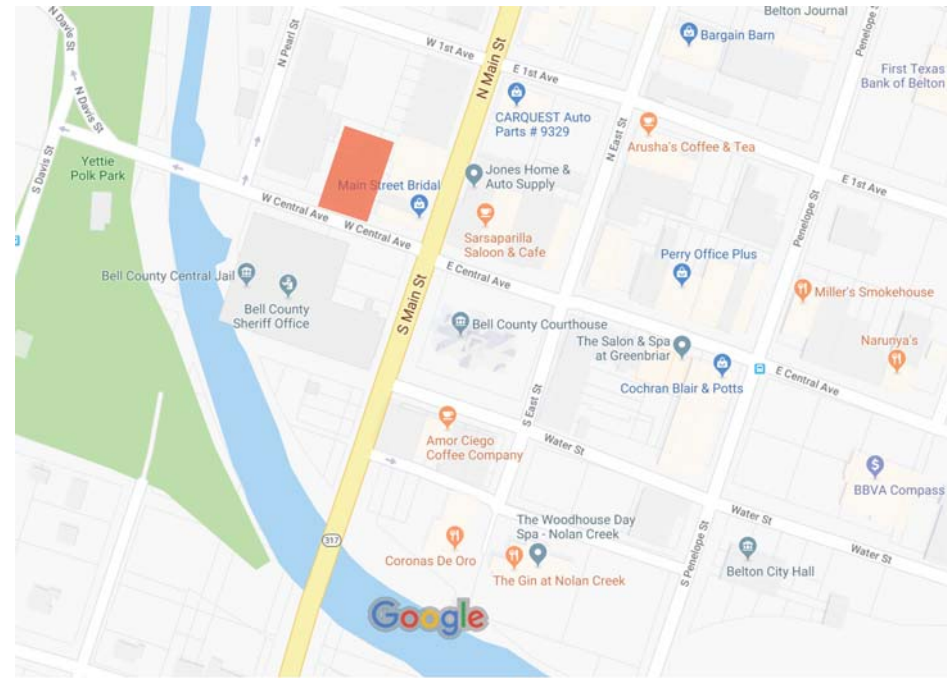 Belton Journal
N Davis St
N Pearl St
W 1st Ave
N Main St
Bargain Barn
Penelope S
First Texas
Bank of Belton
E 1st Ave
CARQUEST Auto
Parts # 9329
N Davis St
N East St
Arusha's Coffee & Tea
Yettie
Polk Park
S Davis St
Main Street Bridal
Jones Home &
Auto Supply
E 1st Ave
W Central Ave
W Central Ave
Sarsaparilla
Saloon & Cafe
Penelope St
Perry Office Plus
E Central Ave
Bell County Central Jail
Bell County
Sheriff Office
S Main St
Miller's Smokehouse
Bell County Courthouse
The Salon & Spa
at Greenbriar
Narunya's
E Central Ave
Cochran Blair & Potts
S East St
Amor Ciego
Coffee Company
Water St
BBVA Compass
Water St
The Woodhouse Day
Spa - Nolan Creek
317
Coronas De Oro
The Gin at Nolan Creek
S Penelope St
Belton City Hall
Water St
Google